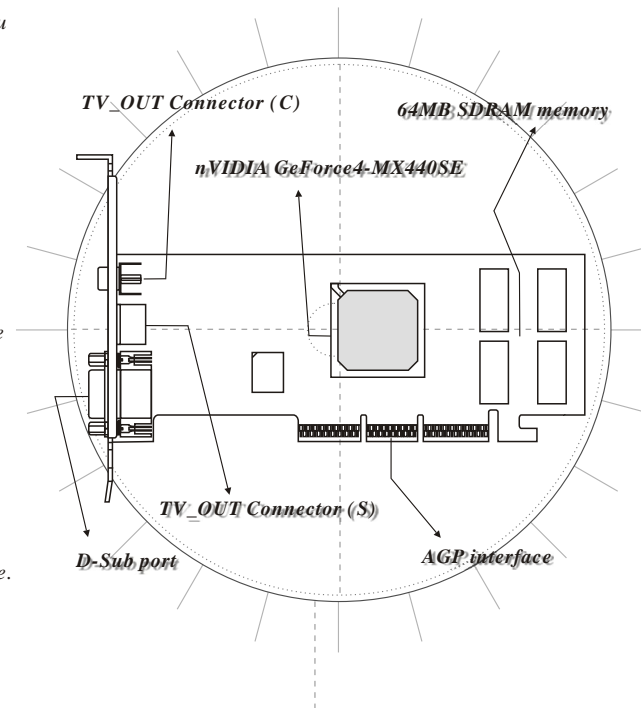 u
TV_OUT Connector (C)
64MB SDRAM memory
nVIDIA GeForce4-MX440SE
e
TV_OUT Connector (S)
D-Sub port
AGP interface
e.